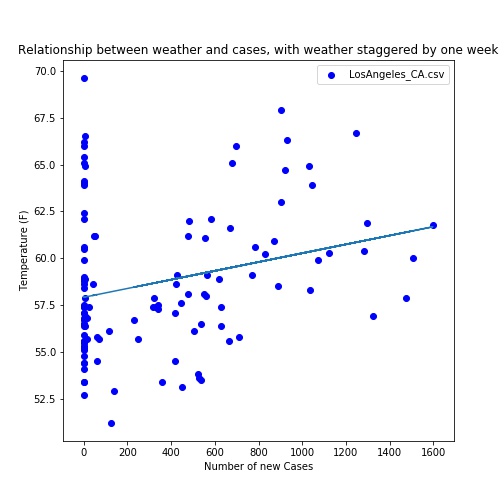 Relationship between weather and cases, with weather staggered by one week
LosAngeles_CA.csv
70.0
67.5
65.0
62.5
60.0
57.5
55.0
52.5
Temperature (F)
0 200 400 600 800 1000 1200 1400 1600
Number of new Cases